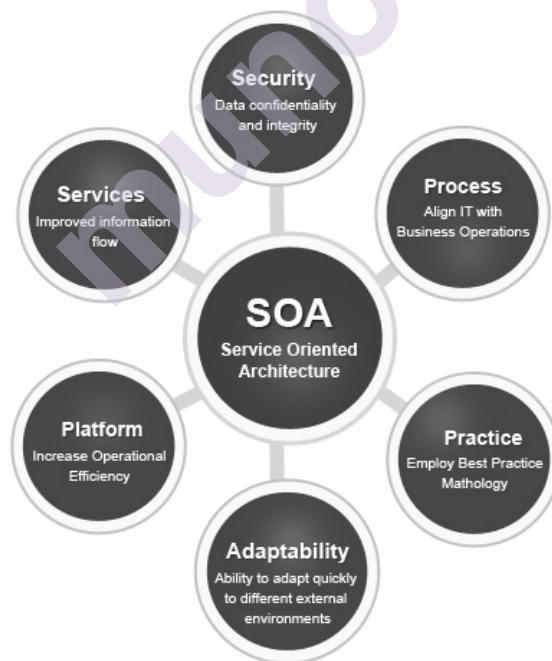 Security
Data confidentiality
and integrity
Services
Improved information
flow
Process
Align IT with
Business Operations
SOA
Service Oriented
Architecture
Platform
Increase Operational
Efficiency
Practice
Employ Best Practice
Mathology
Adaptability
Ability to adapt quickly
to different external
environments